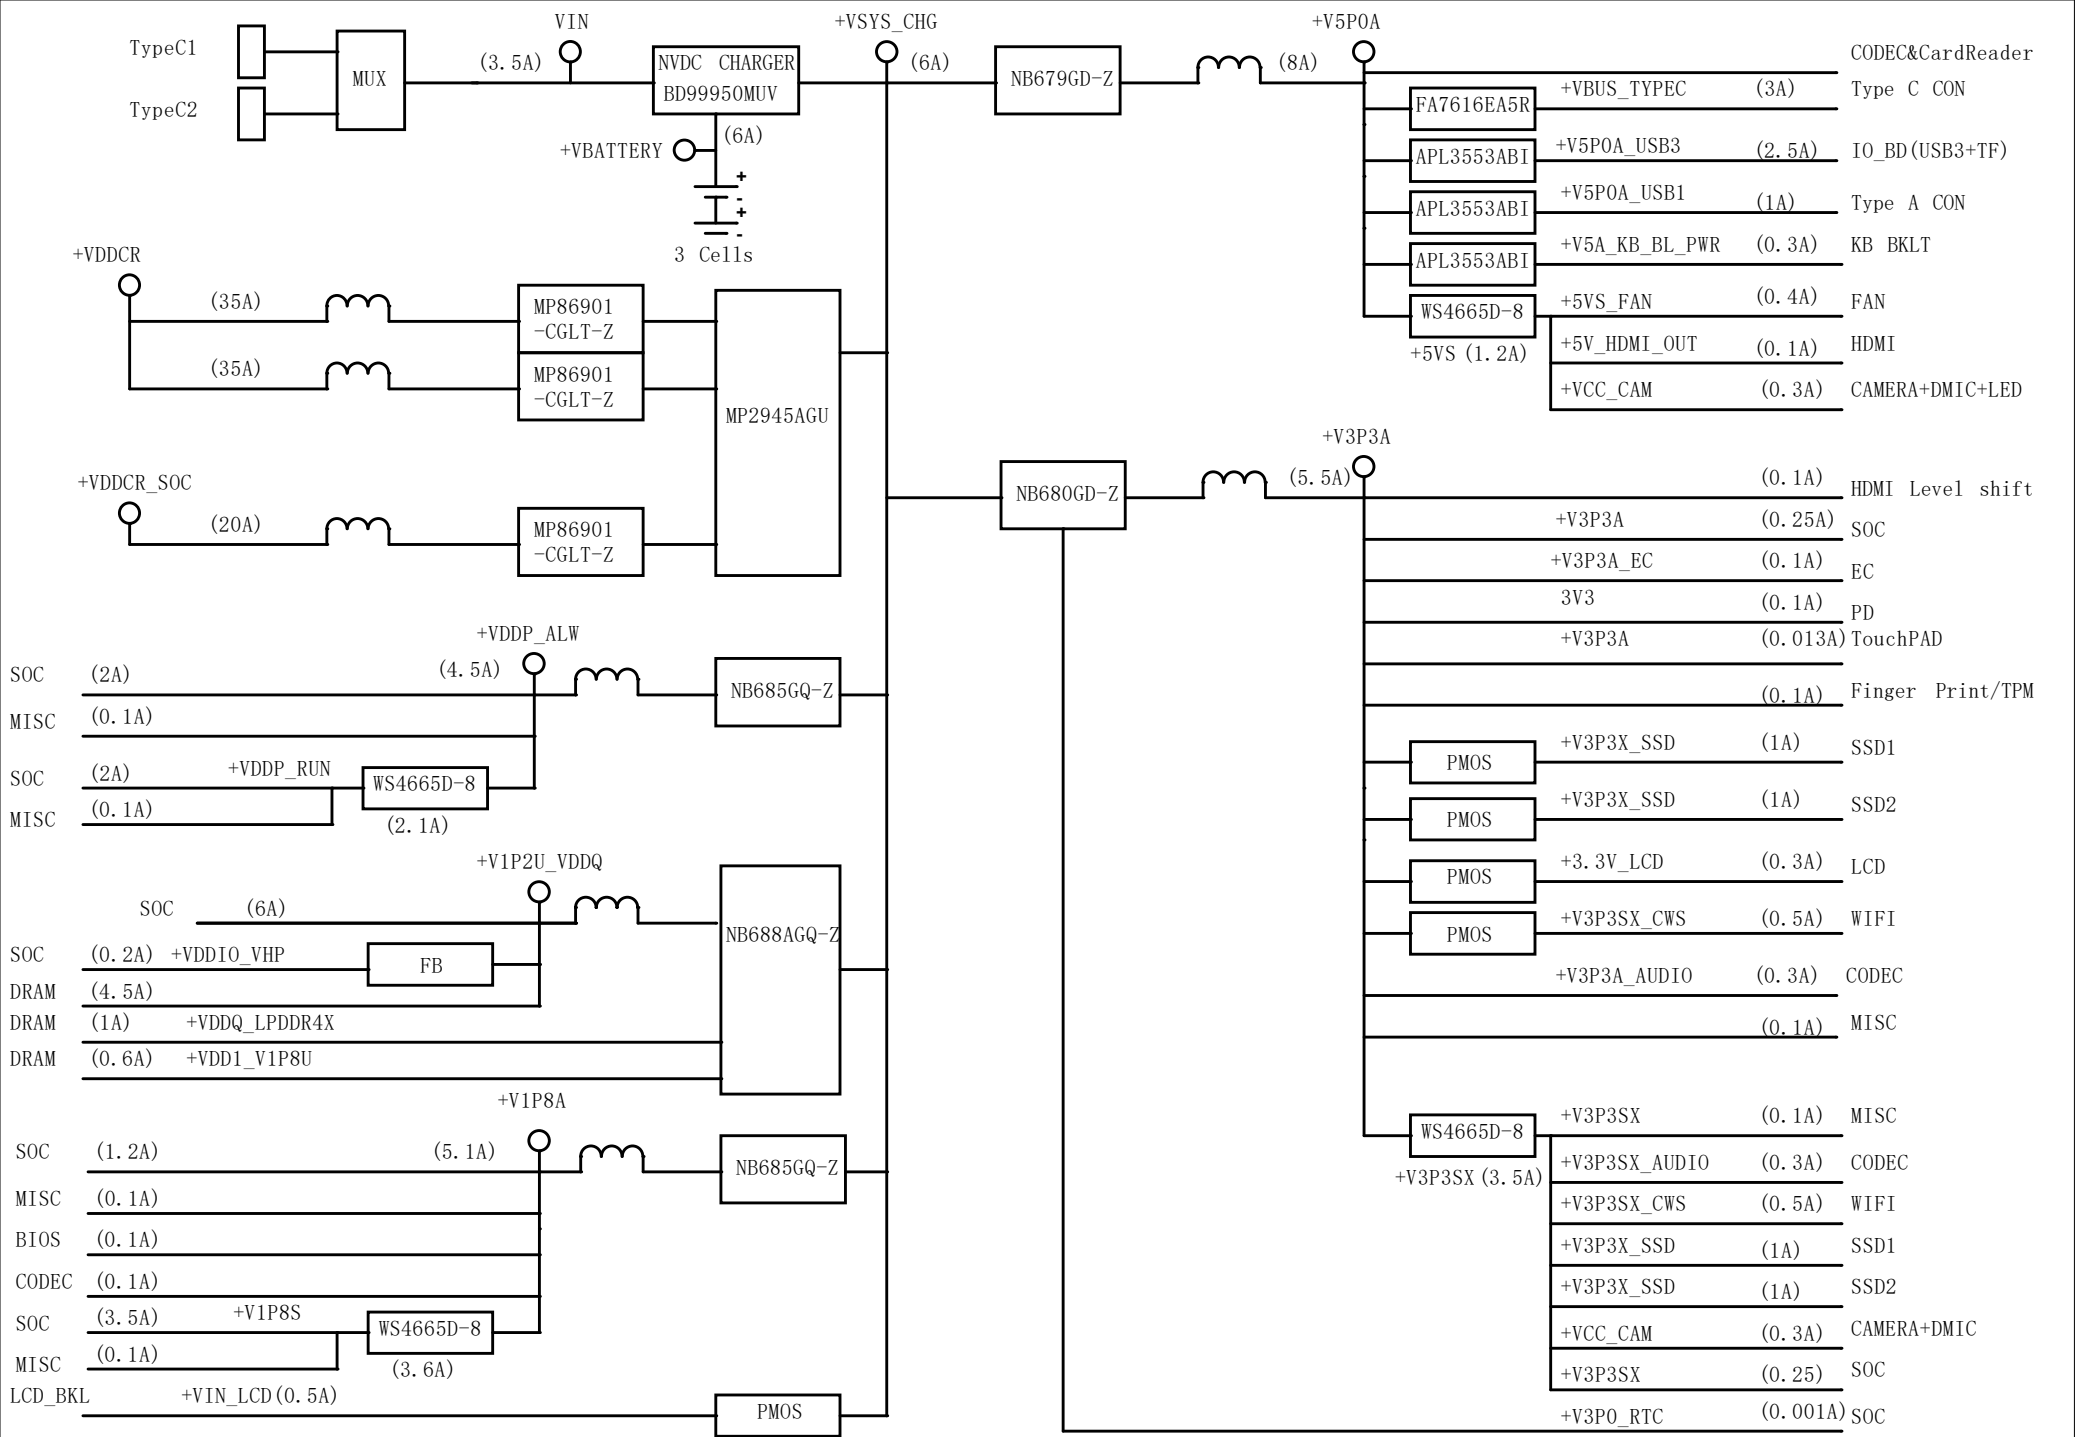 TypeC1
TypeC2
MUX
(3.5A)
VIN
NVDC CHARGER
BD99950MUV
(6A)
+VBATTERY
+
-
+
-
3 Cells
+VSYS_CHG
(6A)
NB679GD-Z
(8A)
+V5P0A
CODEC&CardReader
FA7616EA5R
+VBUS_TYPEC
(3A)
Type C CON
APL3553ABI
+V5P0A_USB3
(2.5A)
IO_BD(USB3+TF)
APL3553ABI
+V5P0A_USB1
(1A)
Type A CON
APL3553ABI
+V5A_KB_BL_PWR
(0.3A)
KB BKLT
WS4665D-8
+5VS (1.2A)
+5VS_FAN
(0.4A)
FAN
+5V_HDMI_OUT
(0.1A)
HDMI
+VCC_CAM
(0.3A)
CAMERA+DMIC+LED
+VDDCR
(35A)
MP86901
-CGLT-Z
(35A)
MP86901
-CGLT-Z
MP2945AGU
+VDDCR_SOC
(20A)
MP86901
-CGLT-Z
NB680GD-Z
(5.5A)
+V3P3A
(0.1A)
HDMI Level shift
+V3P3A
(0.25A)
SOC
+V3P3A_EC
(0.1A)
EC
3V3
(0.1A)
PD
+V3P3A
(0.013A)
TouchPAD
(0.1A)
Finger Print/TPM
PMOS
+V3P3X_SSD
(1A)
SSD1
PMOS
+V3P3X_SSD
(1A)
SSD2
PMOS
+3.3V_LCD
(0.3A)
LCD
PMOS
+V3P3SX_CWS
(0.5A)
WIFI
+V3P3A_AUDIO
(0.3A)
CODEC
(0.1A)
MISC
WS4665D-8
+V3P3SX(3.5A)
+V3P3SX
(0.1A)
MISC
+V3P3SX_AUDIO
(0.3A)
CODEC
+V3P3SX_CWS
(0.5A)
WIFI
+V3P3X_SSD
(1A)
SSD1
+V3P3X_SSD
(1A)
SSD2
+VCC_CAM
(0.3A)
CAMERA+DMIC
+V3P3SX
(0.25)
SOC
+V3P0_RTC
(0.001A)
SOC
+VDDP_ALW
(4.5A)
NB685GQ-Z
SOC
(2A)
MISC
(0.1A)
SOC
(2A)
+VDDP_RUN
WS4665D-8
(2.1A)
MISC
(0.1A)
+V1P2U_VDDQ
NB688AGQ-Z
SOC
(6A)
SOC
(0.2A)
+VDDIO_VHP
FB
DRAM
(4.5A)
DRAM
(1A)
+VDDQ_LPDDR4X
DRAM
(0.6A)
+VDD1_V1P8U
+V1P8A
(5.1A)
NB685GQ-Z
SOC
(1.2A)
MISC
(0.1A)
BIOS
(0.1A)
CODEC
(0.1A)
SOC
(3.5A)
+V1P8S
WS4665D-8
(3.6A)
MISC
(0.1A)
LCD_BKL
+VIN_LCD(0.5A)
PMOS